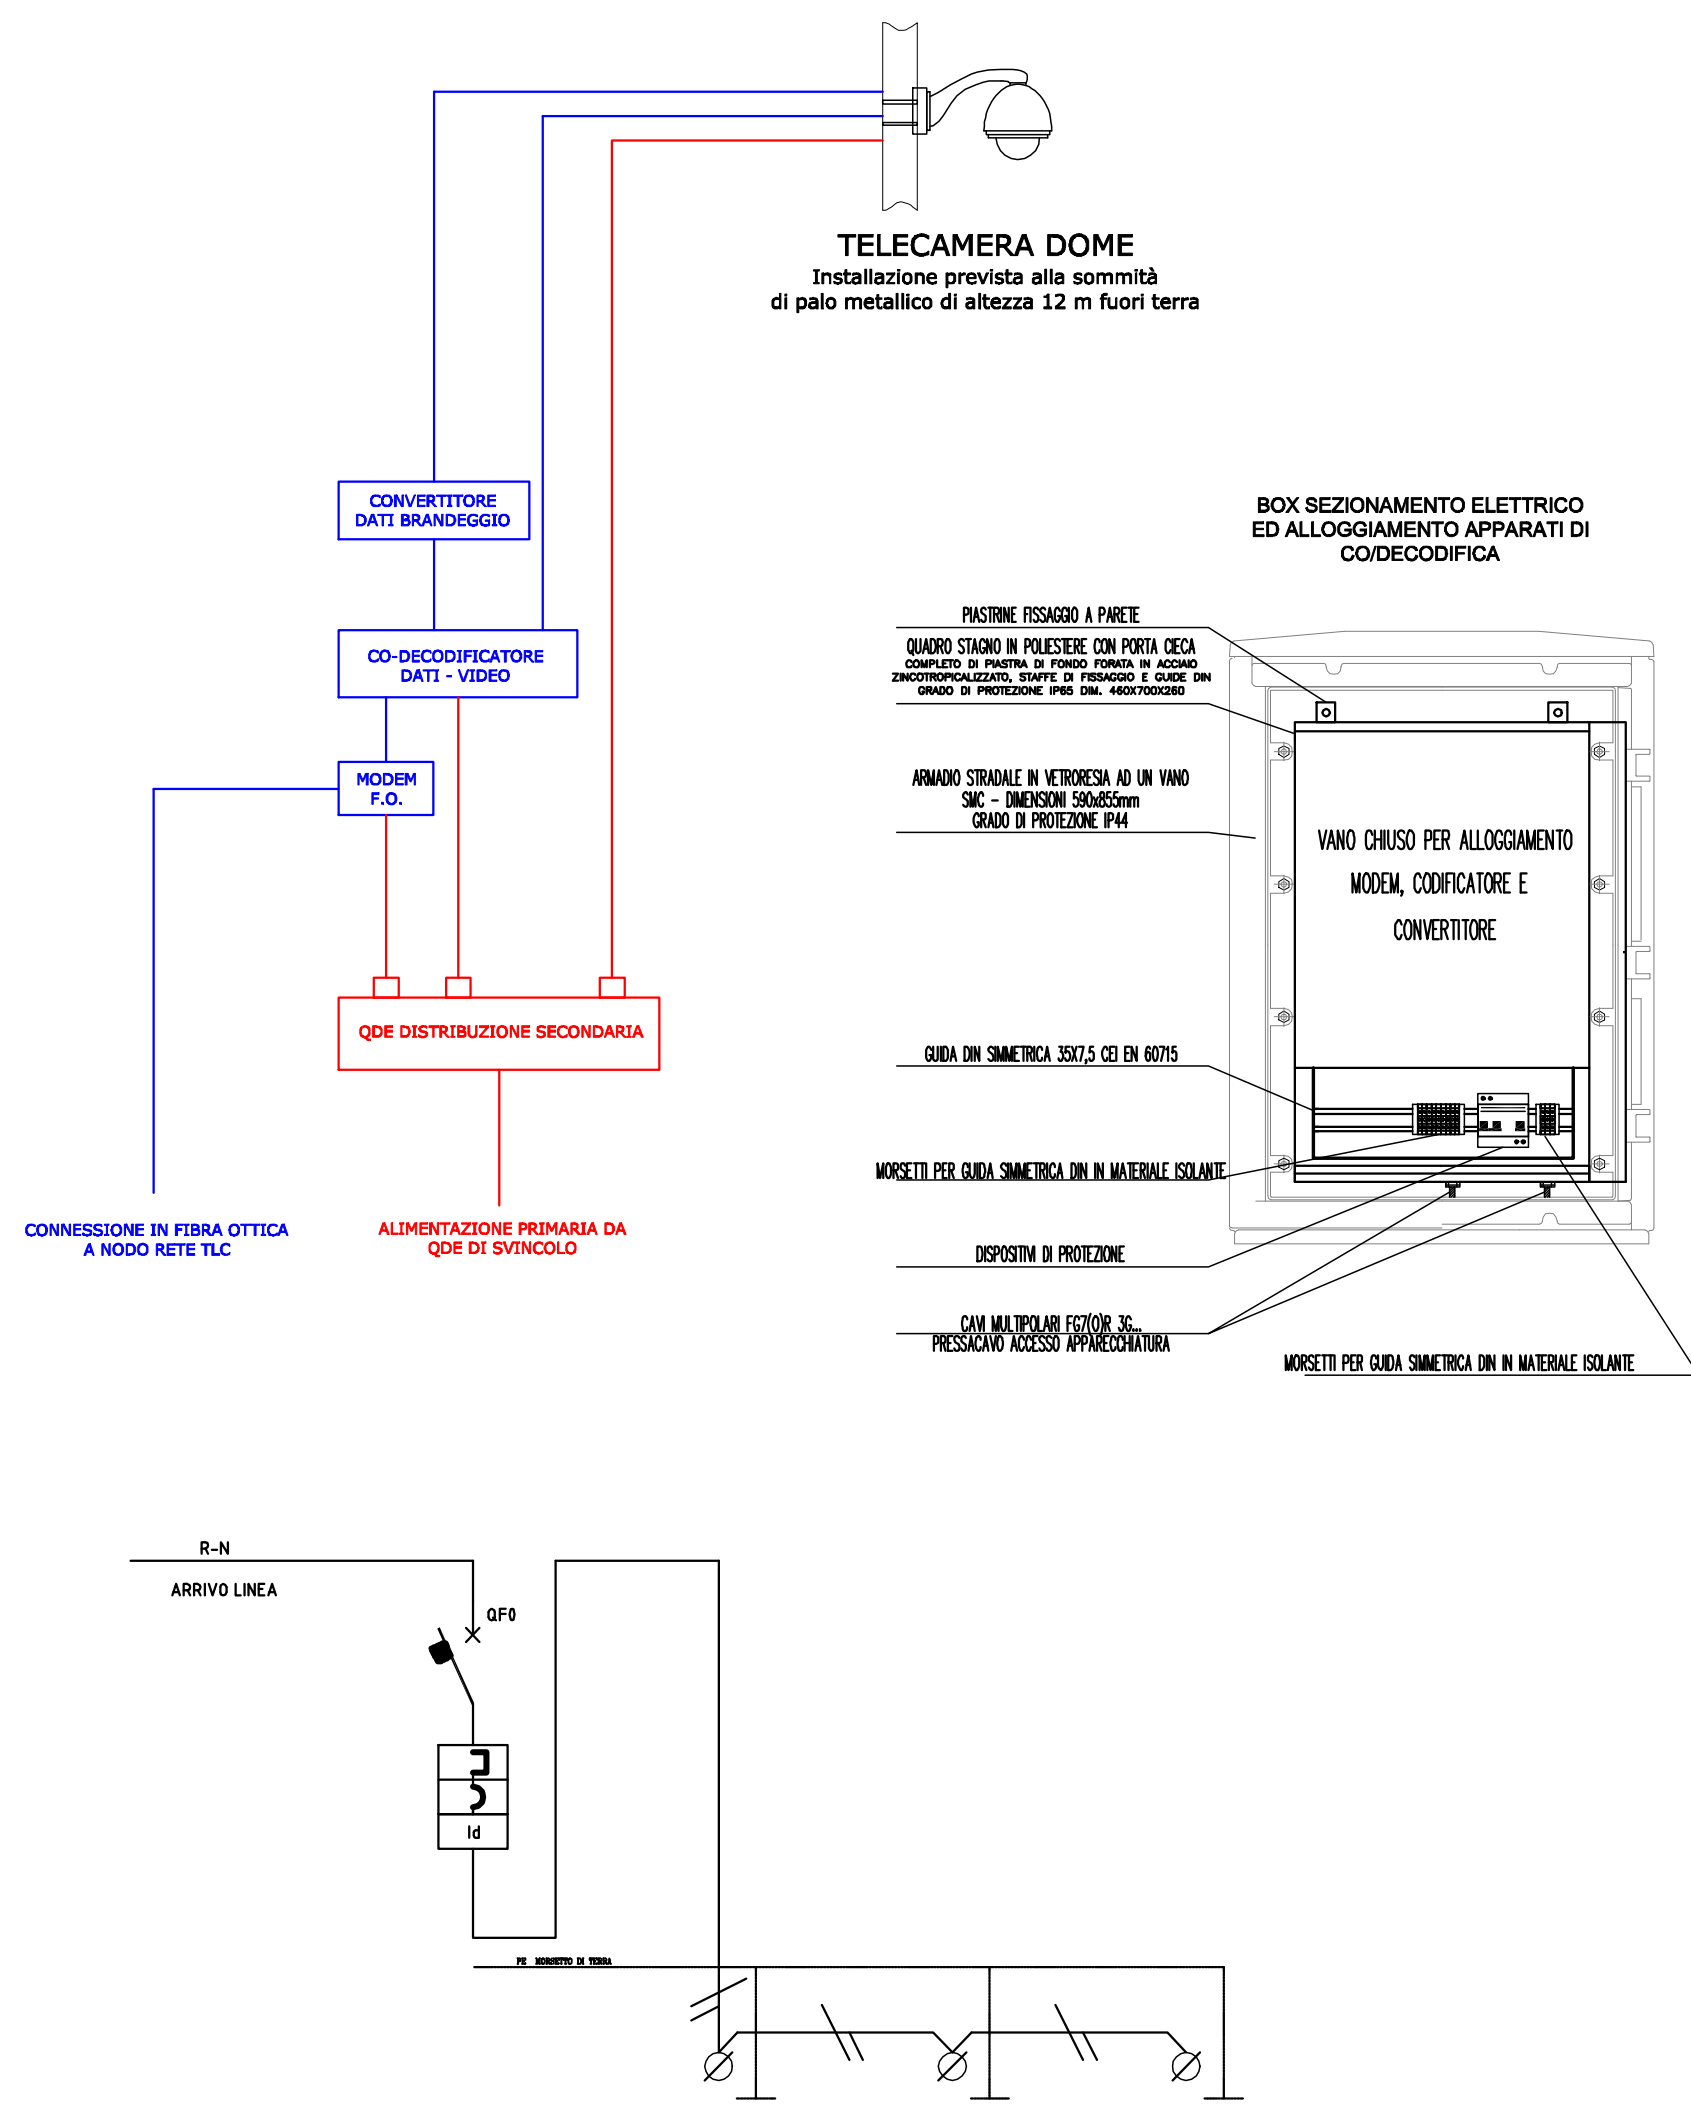 TELECAMERA DOME
Installazione prevista alla sommità
di palo metallico di altezza 12 m fuori terra
CONVERTITORE
DATI BRANDEGGIO
CO-DECODIFICATORE
DATI - VIDEO
MODEM
F.O.
QDE DISTRIBUZIONE SECONDARIA
CONNESSIONE IN FIBRA OTTICA
A NODO RETE TLC
ALIMENTAZIONE PRIMARIA DA
QDE DI SVINCOLO
BOX SEZIONAMENTO ELETTRICO
ED ALLOGGIAMENTO APPARATI DI
CO/DECODIFICA
PIASTRINE FISSAGGIO A PARETE
QUADRO STAGNO IN POLIESTERE CON PORTA CIECA
COMPLETO DI PIASTRA DI FONDO FORATA IN ACCIAIO
ZINCOTROPICALIZZATO, STAFFE DI FISSAGGIO E GUIDE DIN
GRADO DI PROTEZIONE IP65 DIM. 460X700X260
ARMADIO STRADALE IN VETRORESIA AD UN VANO
SMC - DIMENSIONI 590x855mm
GRADO DI PROTEZIONE IP44
VANO CHIUSO PER ALLOGGIAMENTO
MODEM, CODIFICATORE E
CONVERTITORE
GUIDA DIN SIMMETRICA 35X7,5 CEI EN 60715
MORSETTI PER GUIDA SIMMETRICA DIN IN MATERIALE ISOLANTE
DISPOSITIVI DI PROTEZIONE
CAVI MULTIPOLARI FG7(O)R 3G...
PRESSACAVO ACCESSO APPARECCHIATURA
MORSETTI PER GUIDA SIMMETRICA DIN IN MATERIALE ISOLANTE
R-N
ARRIVO LINEA
QF0
Id
PE MORSETTO DI TERRA